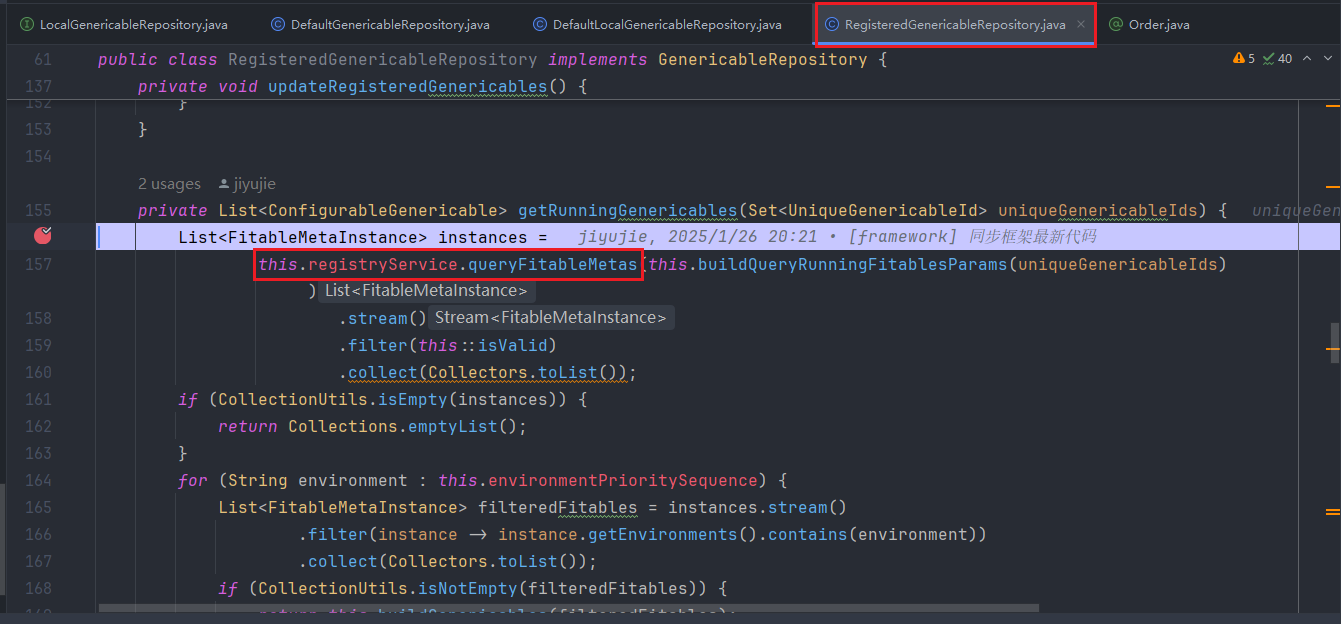 LocalGenericableRepository.java DefaultGenericableRepository.java DefaultLocalGenericableRepository.java RegisteredGenericableRepository.java × Order.java
61 public class RegisteredGenericableRepository implements GenericableRepository { 5 40
137 private void updateRegisteredGenericables() {
152 }
153 }
154
2 usages jiyujie
155 private List<ConfigurableGenericable> getRunningGenericables(Set<UniqueGenericableId> uniqueGenericableIds) { uniqueGen
List<FitableMetaInstance> instances = jiyujie, 2025/1/26 20:21 • [framework] 同步框架最新代码
157 this.registryService.queryFitableMetas(this.buildQueryRunningFitablesParams(uniqueGenericableIds)
) List<FitableMetaInstance>
158 .stream() Stream<FitableMetaInstance>
159 .filter(this::isValid)
160 .collect(Collectors.toList());
161 if (CollectionUtils.isEmpty(instances)) {
162 return Collections.emptyList();
163 }
164 for (String environment : this.environmentPrioritySequence) {
165 List<FitableMetaInstance> filteredFitables = instances.stream()
166 .filter(instance -> instance.getEnvironments().contains(environment))
167 .collect(Collectors.toList());
168 if (CollectionUtils.isNotEmpty(filteredFitables)) {
169 return this.buildGenericables(filteredFitables);